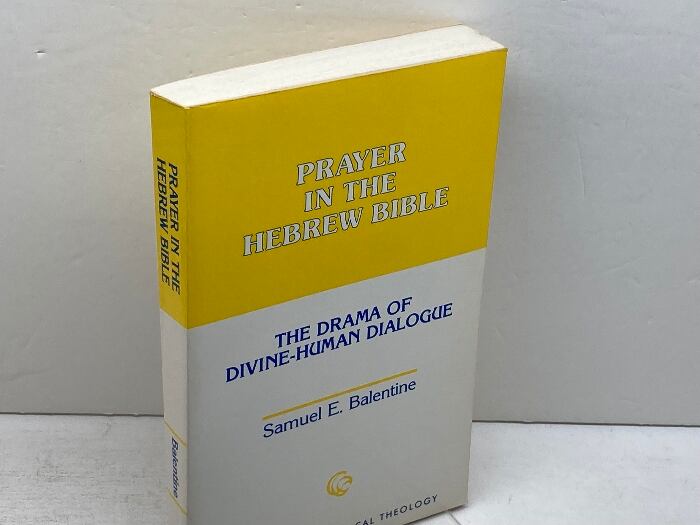 PRAYER
IN THE
HEBREW BIBLE
THE DRAMA OF
DIVINE-HUMAN DIALOGUE
Samuel E. Balentine
THEOLOGY
PRAYER IN THE
HEBREW BIBLE
Balentine